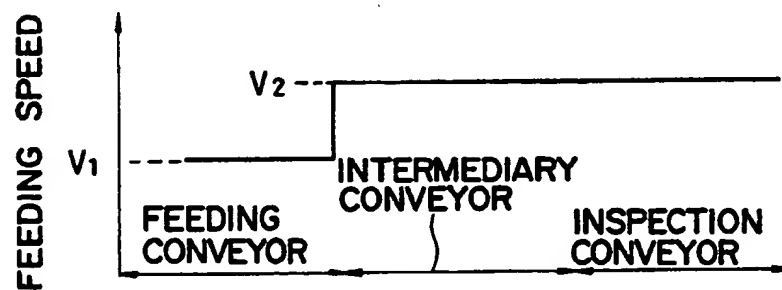 FEEDING SPEED
V2
V1
INTERMEDIARY
CONVEYOR
FEEDING
CONVEYOR
INSPECTION
CONVEYOR